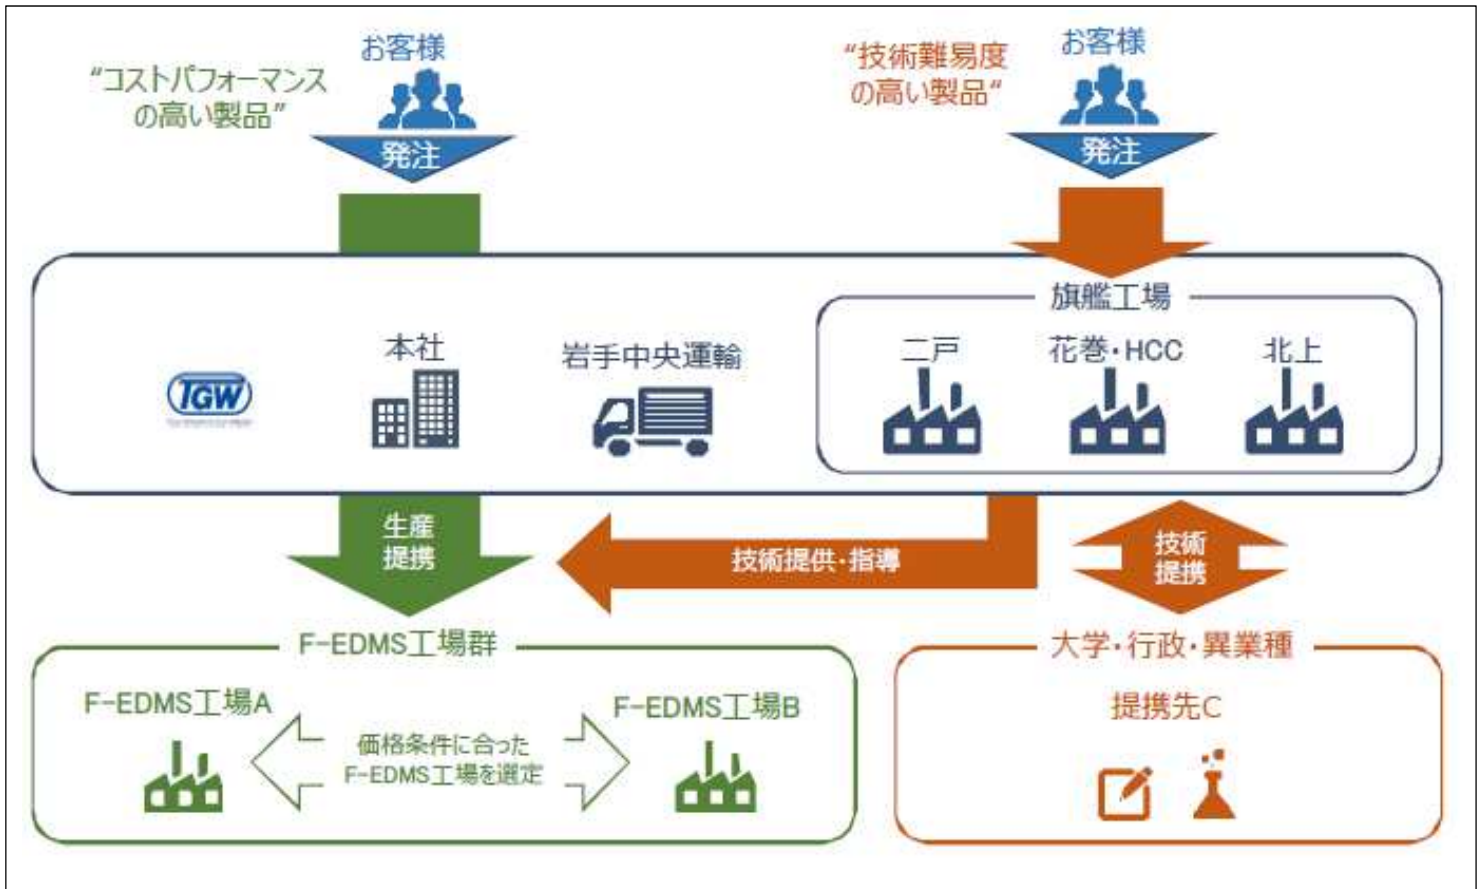 お客様
“コストパフォーマンス
の高い製品”
発注
お客様
“技術難易度
の高い製品“
発注
旗艦工場
本社
岩手中央運輸
二戸
花巻・HCC
北上
TGW
生産
提携
技術提供・指導
技術
提携
F-EDMS工場群
F-EDMS工場A
価格条件に合った
F-EDMS工場を選定
F-EDMS工場B
大学・行政・異業種
提携先C